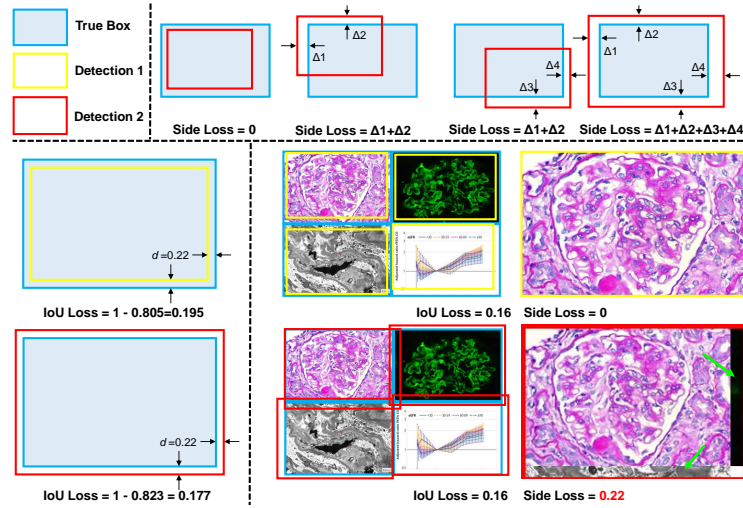 True Box
Detection 1
Detection 2
Δ1
Δ2
Δ3
Δ4
Δ1
Δ2
Δ3
Δ4
Side Loss = 0
Side Loss = Δ1+Δ2
Side Loss = Δ1+Δ2
Side Loss = Δ1+Δ2+Δ3+Δ4
d =0.22
IoU Loss = 1 - 0.805=0.195
eGFR
IoU Loss = 0.16
Side Loss = 0
d =0.22
IoU Loss = 1 - 0.823 = 0.177
eGFR
IoU Loss = 0.16
Side Loss = 0.22